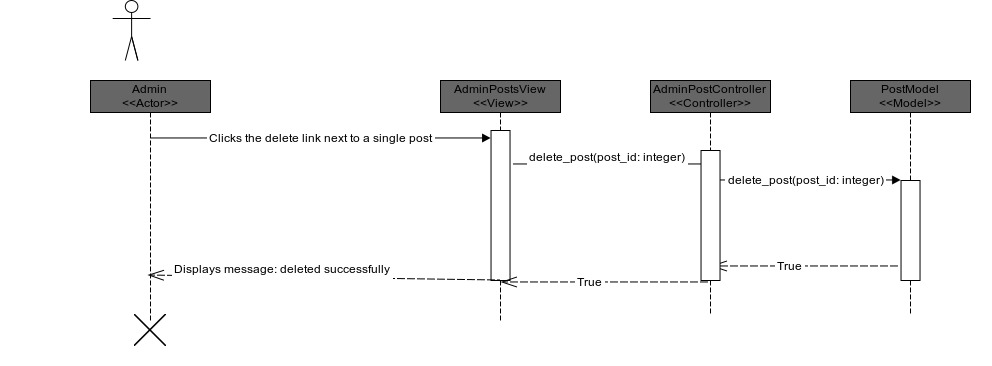 Admin
<<Actor>>
AdminPostsView
<<View>>
AdminPostController
<<Controller>>
PostModel
<<Model>>
Clicks the delete link next to a single post
delete_post(post_id: integer)
delete_post(post_id: integer)
True
Displays message: deleted successfully
True